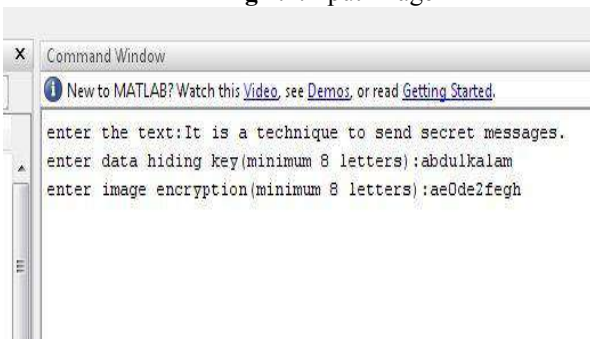 Command Window
New to MATLAB? Watch this Video, see Demos, or read Getting Started.
enter the text:It is a technique to send secret messages.
enter data hiding key(minimum 8 letters):abdulkalam
enter image encryption(minimum 8 letters):ae0de2fegh